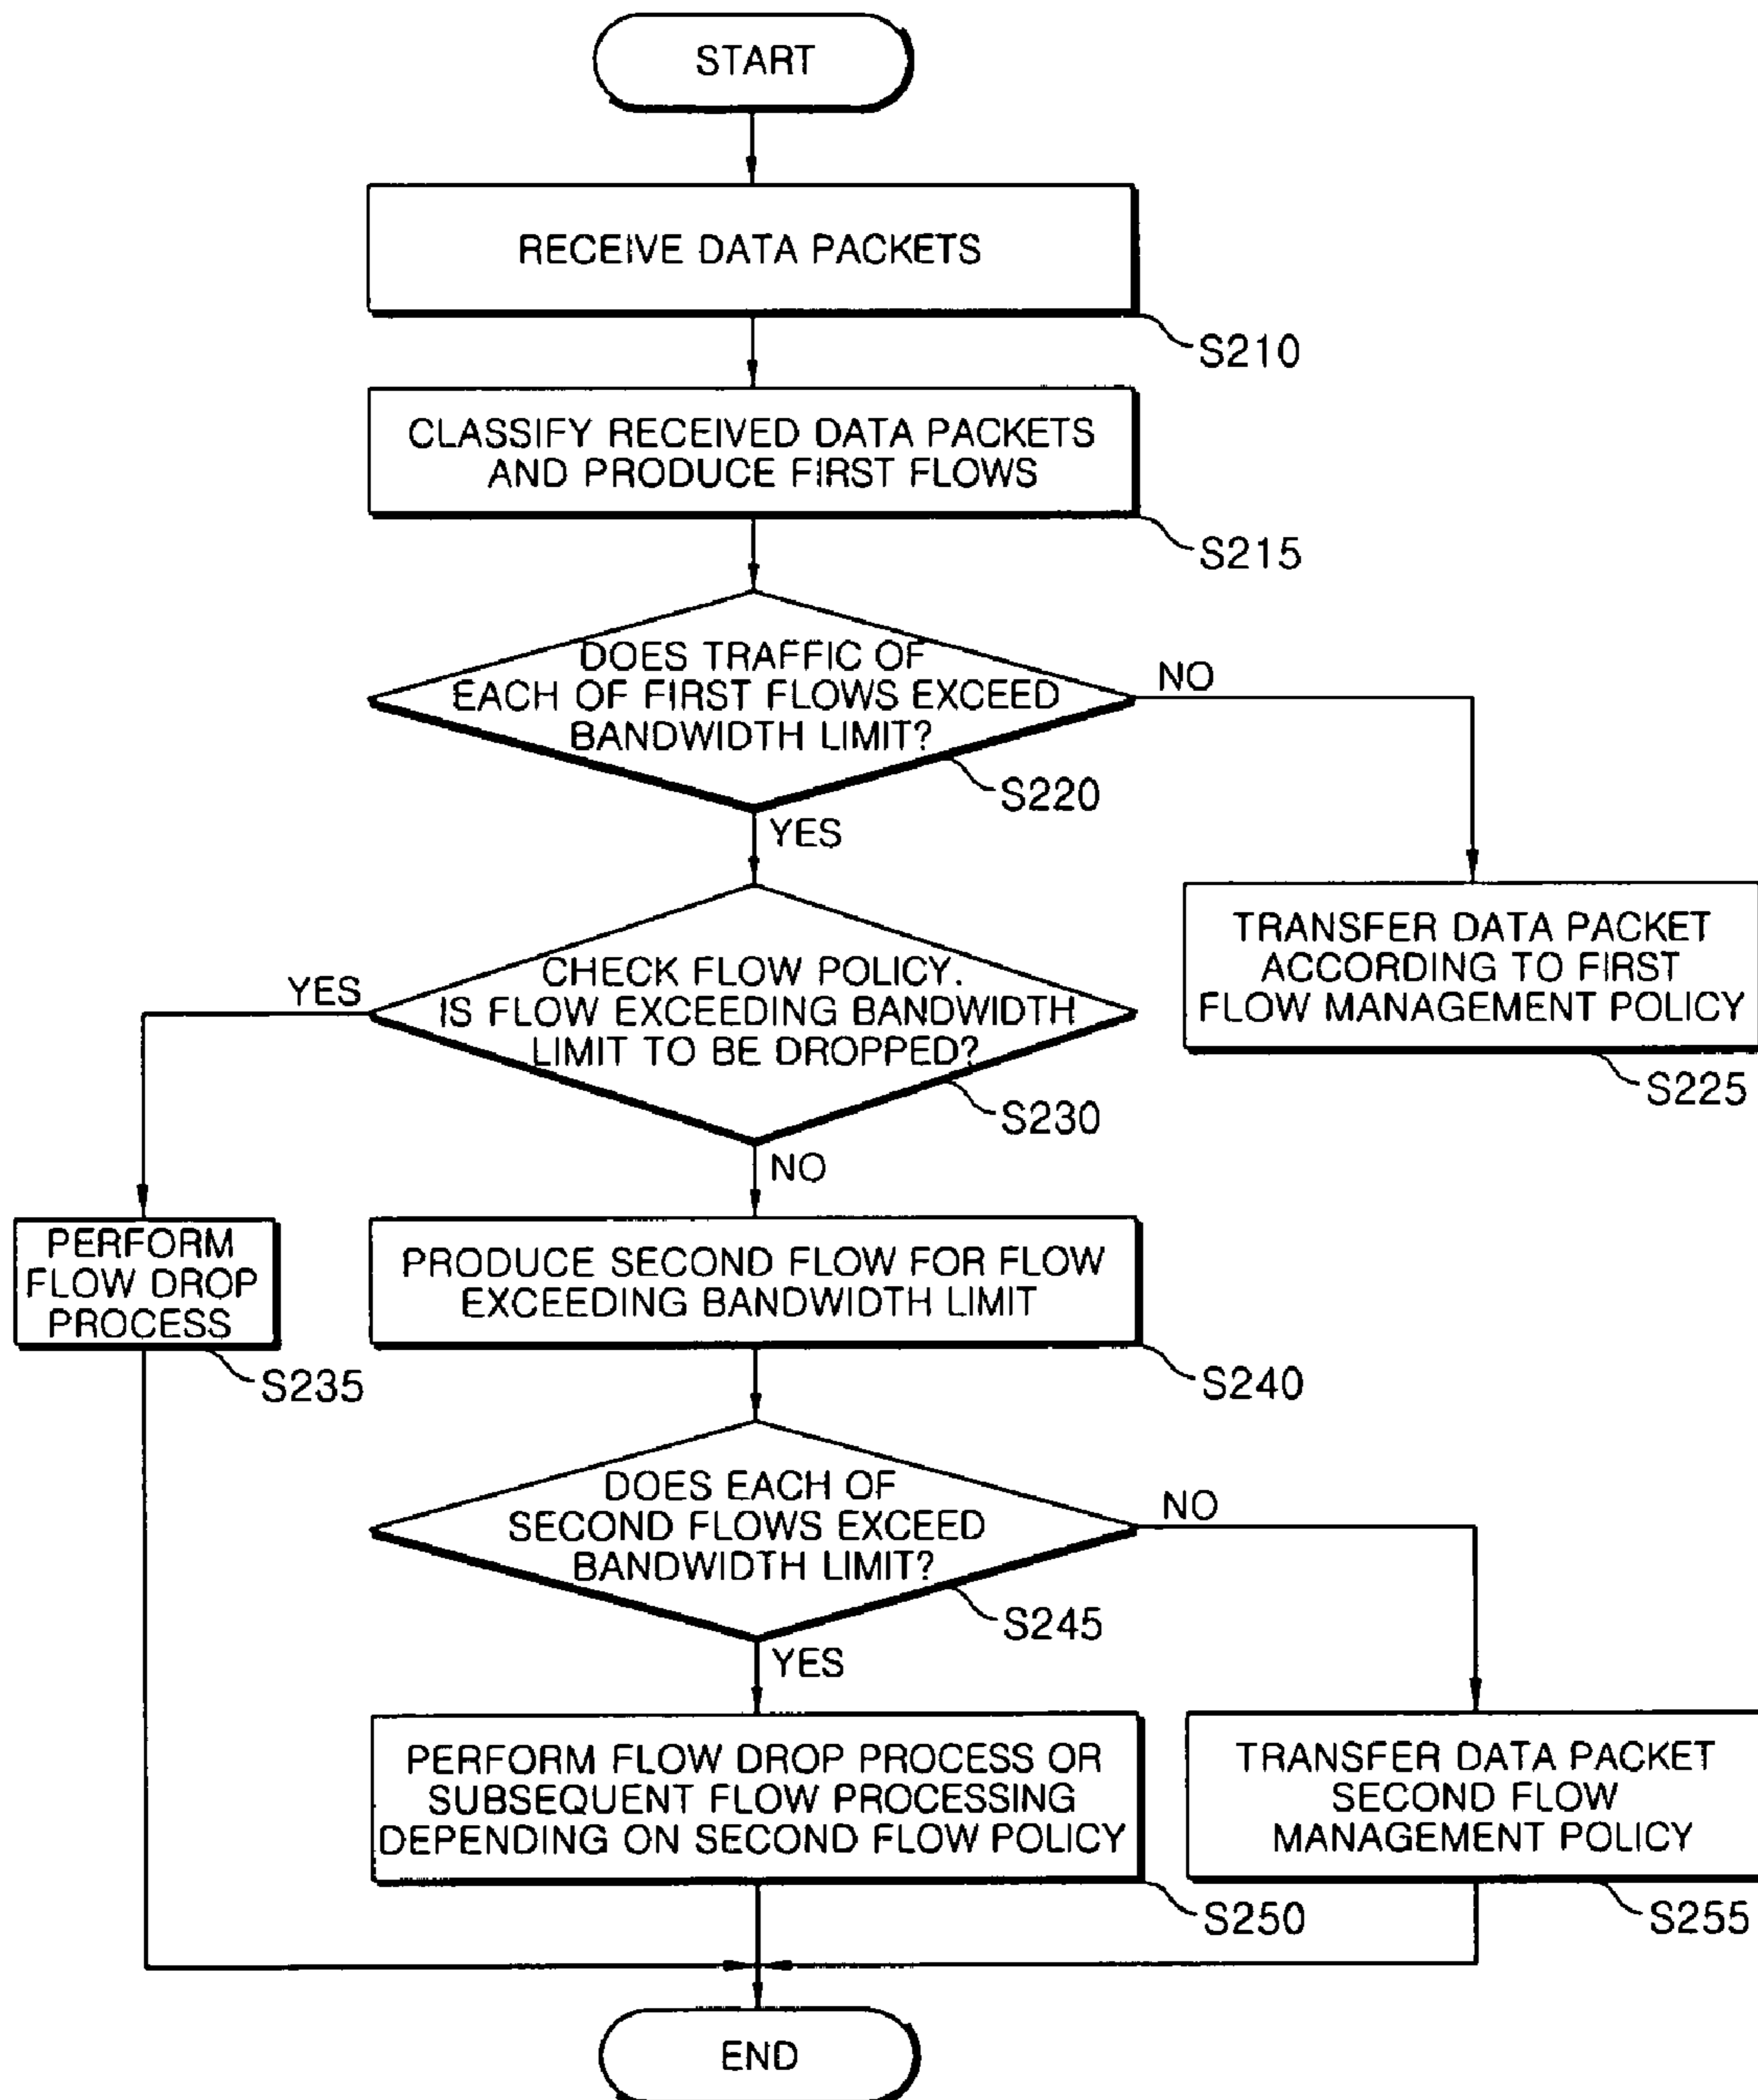 START
RECEIVE DATA PACKETS
S210
CLASSIFY RECEIVED DATA PACKETS
AND PRODUCE FIRST FLOWS
S215
DOES TRAFFIC OF
EACH OF FIRST FLOWS EXCEED
BANDWIDTH LIMIT?
NO
S220
YES
TRANSFER DATA PACKET
ACCORDING TO FIRST
FLOW MANAGEMENT POLICY
S225
CHECK FLOW POLICY.
IS FLOW EXCEEDING BANDWIDTH
LIMIT TO BE DROPPED?
YES
S230
NO
PERFORM
FLOW DROP
PROCESS
S235
PRODUCE SECOND FLOW FOR FLOW
EXCEEDING BANDWIDTH LIMIT
S240
DOES EACH OF
SECOND FLOWS EXCEED
BANDWIDTH LIMIT?
NO
S245
YES
PERFORM FLOW DROP PROCESS OR
SUBSEQUENT FLOW PROCESSING
DEPENDING ON SECOND FLOW POLICY
S250
TRANSFER DATA PACKET
SECOND FLOW
MANAGEMENT POLICY
S255
END